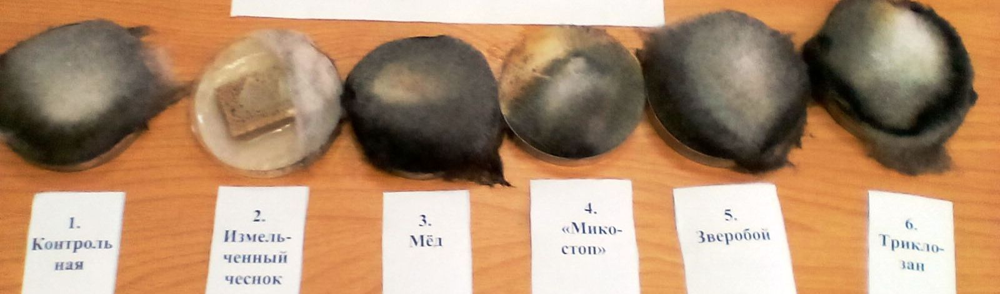 1.
Контроль
ная
2.
Измель-
ченный
чеснок
3.
Мёд
4.
«Мико-
стоп»
5.
Зверобой
6.
Трикло-
зан